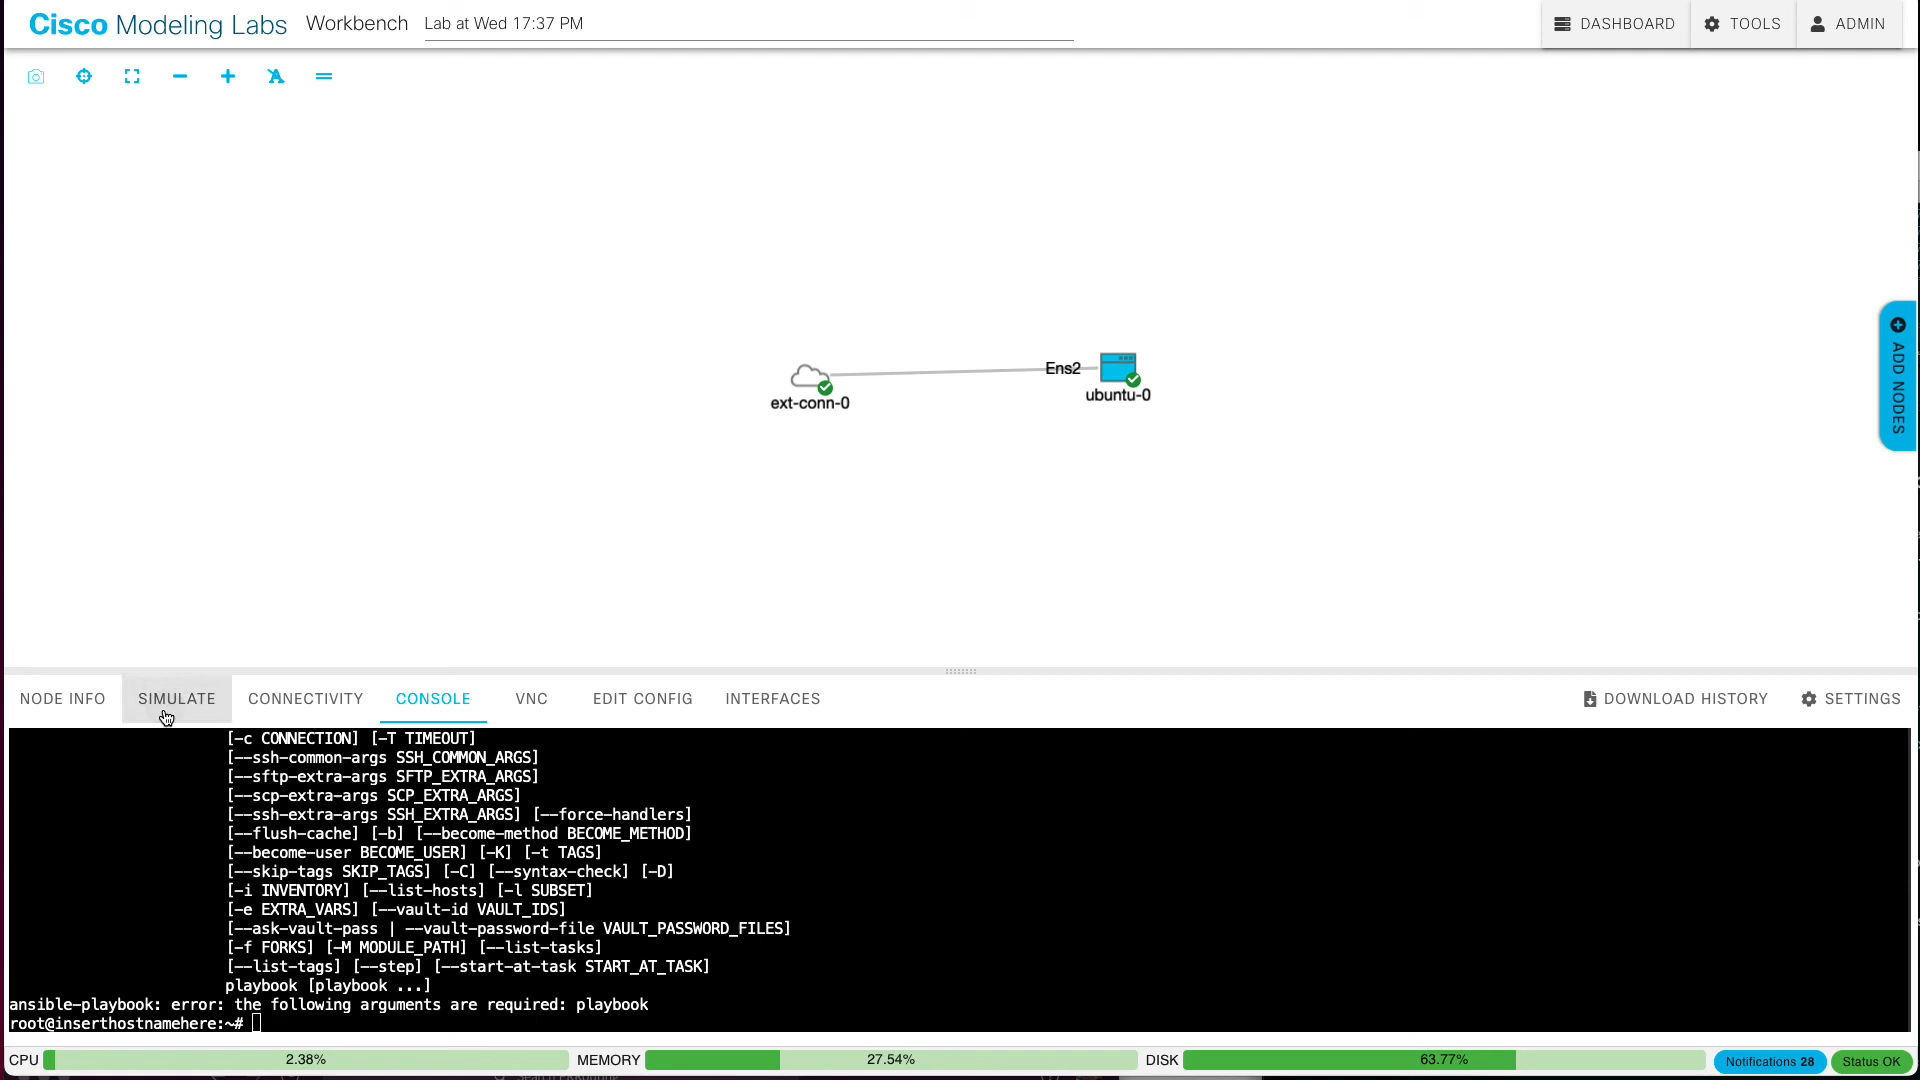 Cisco Modeling Labs Workbench Lab at Wed 17:37 PM DASHBOARD TOOLS ADMIN
Ens2
ext-conn-0
ubuntu-0
ADD NODES
NODE INFO SIMULATE CONNECTIVITY CONSOLE VNC EDIT CONFIG INTERFACES DOWNLOAD HISTORY SETTINGS
[-c CONNECTION] [-T TIMEOUT]
[--ssh-common-args SSH_COMMON_ARGS]
[--sftp-extra-args SFTP_EXTRA_ARGS]
[--scp-extra-args SCP_EXTRA_ARGS]
[--ssh-extra-args SSH_EXTRA_ARGS] [--force-handlers]
[--flush-cache] [-b] [--become-method BECOME_METHOD]
[--become-user BECOME_USER] [-K] [-t TAGS]
[--skip-tags SKIP_TAGS] [-C] [--syntax-check] [-D]
[-i INVENTORY] [--list-hosts] [-l SUBSET]
[-e EXTRA_VARS] [--vault-id VAULT_IDS]
[--ask-vault-pass | --vault-password-file VAULT_PASSWORD_FILES]
[-f FORKS] [-M MODULE_PATH] [--list-tasks]
[--list-tags] [--step] [--start-at-task START_AT_TASK]
playbook [playbook ...]
ansible-playbook: error: the following arguments are required: playbook
root@inserthostnamehere:~#
CPU 2.38% MEMORY 27.54% DISK 63.77% Notifications 28 Status OK